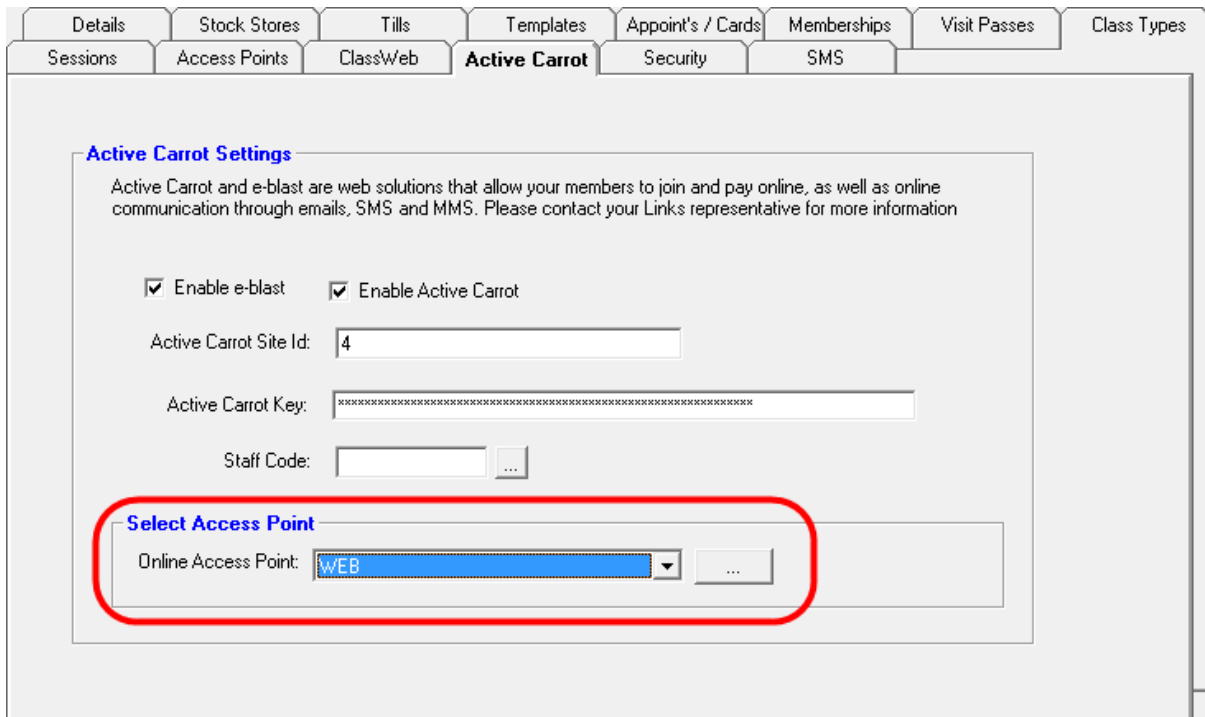 Details Stock Stores Tills Templates Appoint's / Cards Memberships Visit Passes Class Types
Sessions Access Points ClassWeb Active Carrot Security SMS
Active Carrot Settings
Active Carrot and e-blast are web solutions that allow your members to join and pay online, as well as online
communication through emails, SMS and MMS. Please contact your Links representative for more information
Enable e-blast Enable Active Carrot
Active Carrot Site Id: 4
Active Carrot Key: ***************************************************************
Staff Code: ...
Select Access Point
Online Access Point: WEB ...